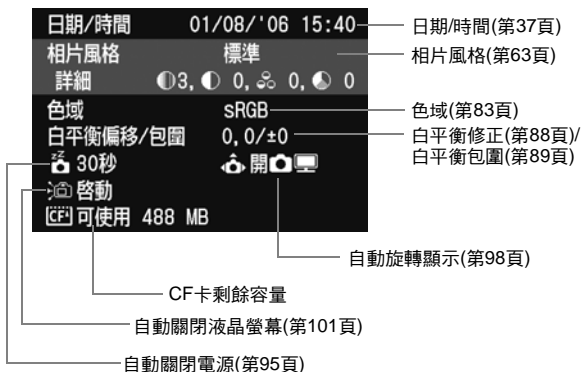 日期/時間 01/08/'06 15:40
日期/時間(第37頁)
相片風格 標準
相片風格(第63頁)
詳細 3, 0, 0, 0
色域 sRGB
色域(第83頁)
白平衡偏移/包圍 0,0/±0
白平衡修正(第88頁)/
白平衡包圍(第89頁)
30秒 開
啓動
CF 可使用 488 MB
自動旋轉顯示(第98頁)
CF卡剩餘容量
自動關閉液晶螢幕(第101頁)
自動關閉電源(第95頁)